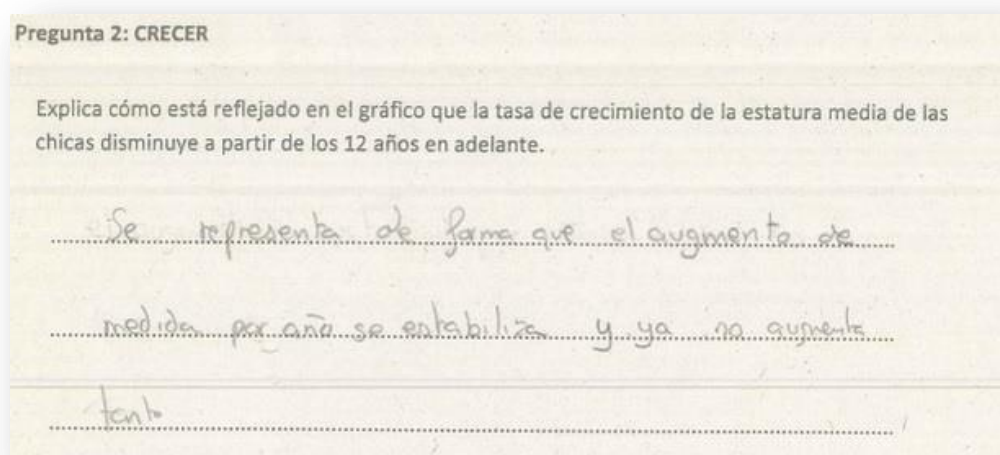 Pregunta 2: CRECER
Explica cómo está reflejado en el gráfico que la tasa de crecimiento de la estatura media de las
chicas disminuye a partir de los 12 años en adelante.
Se representa de forma que el augmento de
medida por año se estabiliza y ya no aumenta
tanto